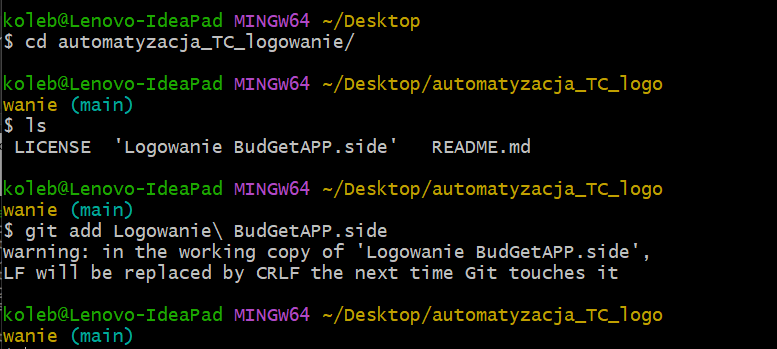 koleb@Lenovo-IdeaPad MINGW64 ~/Desktop
$ cd automatyzacja_TC_logowanie/
koleb@Lenovo-IdeaPad MINGW64 ~/Desktop/automatyzacja_TC_logo
wanie (main)
$ ls
LICENSE  'Logowanie BudGetAPP.side'   README.md
koleb@Lenovo-IdeaPad MINGW64 ~/Desktop/automatyzacja_TC_logo
wanie (main)
$ git add Logowanie\ BudGetAPP.side
warning: in the working copy of 'Logowanie BudGetAPP.side',
LF will be replaced by CRLF the next time Git touches it
koleb@Lenovo-IdeaPad MINGW64 ~/Desktop/automatyzacja_TC_logo
wanie (main)